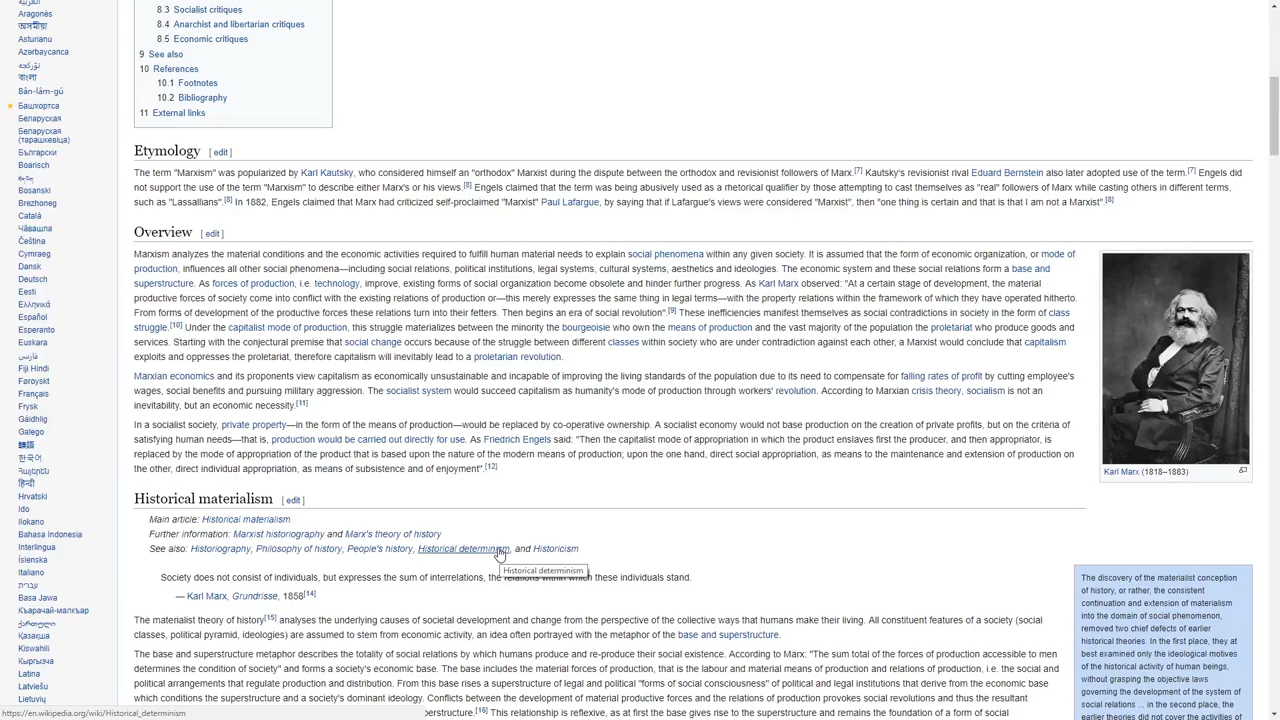 Aragonés
অসমীয়া
Asturianu
Azərbaycanca
تۆرکجه
বাংলা
Bân-lâm-gú
Башҡортса
Беларуская
Беларуская
(тарашкевіца)
Български
Boarisch
Bosanski
Brezhoneg
Català
Чӑвашла
Čeština
Cymraeg
Dansk
Deutsch
Eesti
Ελληνικά
Español
Esperanto
Euskara
فارسی
Fiji Hindi
Føroyskt
Français
Frysk
Gàidhlig
Galego
贛語
한국어
Հայերեն
हिन्दी
Hrvatski
Ido
Ilokano
Bahasa Indonesia
Interlingua
Íslenska
Italiano
עברית
Basa Jawa
Къарачай-малкъар
ქართული
Қазақша
Kiswahili
Кыргызча
Latina
Latviešu
Lietuvių
8.3 Socialist critiques
8.4 Anarchist and libertarian critiques
8.5 Economic critiques
9 See also
10 References
10.1 Footnotes
10.2 Bibliography
11 External links
Etymology [ edit ]
The term "Marxism" was popularized by Karl Kautsky, who considered himself an "orthodox" Marxist during the dispute between the orthodox and revisionist followers of Marx.[7] Kautsky's revisionist rival Eduard Bernstein also later adopted use of the term.[7] Engels did
not support the use of the term "Marxism" to describe either Marx's or his views.[8] Engels claimed that the term was being abusively used as a rhetorical qualifier by those attempting to cast themselves as "real" followers of Marx while casting others in different terms,
such as "Lassallians".[8] In 1882, Engels claimed that Marx had criticized self-proclaimed "Marxist" Paul Lafargue, by saying that if Lafargue's views were considered "Marxist", then "one thing is certain and that is that I am not a Marxist".[8]
Overview [ edit ]
Marxism analyzes the material conditions and the economic activities required to fulfill human material needs to explain social phenomena within any given society. It is assumed that the form of economic organization, or mode of
production, influences all other social phenomena—including social relations, political institutions, legal systems, cultural systems, aesthetics and ideologies. The economic system and these social relations form a base and
superstructure. As forces of production, i.e. technology, improve, existing forms of social organization become obsolete and hinder further progress. As Karl Marx observed: "At a certain stage of development, the material
productive forces of society come into conflict with the existing relations of production or—this merely expresses the same thing in legal terms—with the property relations within the framework of which they have operated hitherto.
From forms of development of the productive forces these relations turn into their fetters. Then begins an era of social revolution".[9] These inefficiencies manifest themselves as social contradictions in society in the form of class
struggle.[10] Under the capitalist mode of production, this struggle materializes between the minority the bourgeoisie who own the means of production and the vast majority of the population the proletariat who produce goods and
services. Starting with the conjectural premise that social change occurs because of the struggle between different classes within society who are under contradiction against each other, a Marxist would conclude that capitalism
exploits and oppresses the proletariat, therefore capitalism will inevitably lead to a proletarian revolution.
Marxian economics and its proponents view capitalism as economically unsustainable and incapable of improving the living standards of the population due to its need to compensate for falling rates of profit by cutting employee's
wages, social benefits and pursuing military aggression. The socialist system would succeed capitalism as humanity's mode of production through workers' revolution. According to Marxian crisis theory, socialism is not an
inevitability, but an economic necessity.[11]
In a socialist society, private property—in the form of the means of production—would be replaced by co-operative ownership. A socialist economy would not base production on the creation of private profits, but on the criteria of
satisfying human needs—that is, production would be carried out directly for use. As Friedrich Engels said: "Then the capitalist mode of appropriation in which the product enslaves first the producer, and then appropriator, is
replaced by the mode of appropriation of the product that is based upon the nature of the modern means of production; upon the one hand, direct social appropriation, as means to the maintenance and extension of production on
the other, direct individual appropriation, as means of subsistence and of enjoyment".[12]
Karl Marx (1818–1883)
Historical materialism [ edit ]
Main article: Historical materialism
Further information: Marxist historiography and Marx's theory of history
See also: Historiography, Philosophy of history, People's history, Historical determinism, and Historicism
Historical determinism
Society does not consist of individuals, but expresses the sum of interrelations, the relations within which these individuals stand.
— Karl Marx, Grundrisse, 1858[14]
The materialist theory of history[15] analyses the underlying causes of societal development and change from the perspective of the collective ways that humans make their living. All constituent features of a society (social
classes, political pyramid, ideologies) are assumed to stem from economic activity, an idea often portrayed with the metaphor of the base and superstructure.
The base and superstructure metaphor describes the totality of social relations by which humans produce and re-produce their social existence. According to Marx: "The sum total of the forces of production accessible to men
determines the condition of society" and forms a society's economic base. The base includes the material forces of production, that is the labour and material means of production and relations of production, i.e. the social and
political arrangements that regulate production and distribution. From this base rises a superstructure of legal and political "forms of social consciousness" of political and legal institutions that derive from the economic base
which conditions the superstructure and a society's dominant ideology. Conflicts between the development of material productive forces and the relations of production provokes social revolutions and thus the resultant
perstructure.[16] This relationship is reflexive, as at first the base gives rise to the superstructure and remains the foundation of a form of social
The discovery of the materialist conception
of history, or rather, the consistent
continuation and extension of materialism
into the domain of social phenomenon,
removed two chief defects of earlier
historical theories. In the first place, they at
best examined only the ideological motives
of the historical activity of human beings,
without grasping the objective laws
governing the development of the system of
social relations ... in the second place, the
earlier theories did not cover the activities of
https://en.wikipedia.org/wiki/Historical_determinism